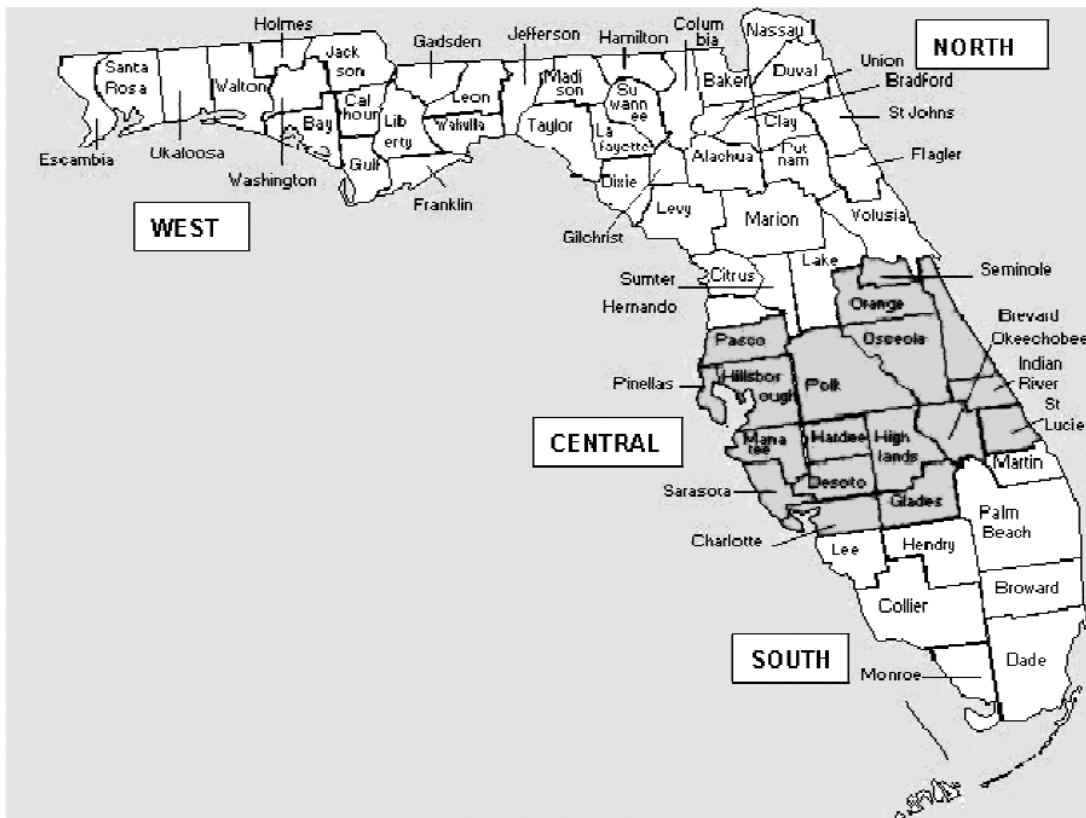 Holmes
Gadsden
Jefferson
Hamilton
Colum
bia
Nassau
NORTH
Santa
Rosa
Walton
Jack
son
Leon
Madi
son
Su
wann
ee
Baker
Duval
Union
Bradford
Bay
Cal
houn
Lib
erty
Wakulla
Taylor
La
fayette
Clay
St Johns
Escambia
Ukaloosa
Washington
Gulf
Franklin
Dixie
Alachua
Put
nam
Flagler
WEST
Gilchrist
Levy
Marion
Volusia
Citrus
Lake
Sumter
Seminole
Hernando
Orange
Brevard
Pasco
Osceola
Okeechobee
Pinellas
Hillsbor
ough
Polk
Indian
River
St
Lucie
CENTRAL
Mana
tee
Hardee
High
lands
Martin
Sarasota
Desoto
Glades
Charlotte
Lee
Hendry
Palm
Beach
Collier
Broward
SOUTH
Monroe
Dade